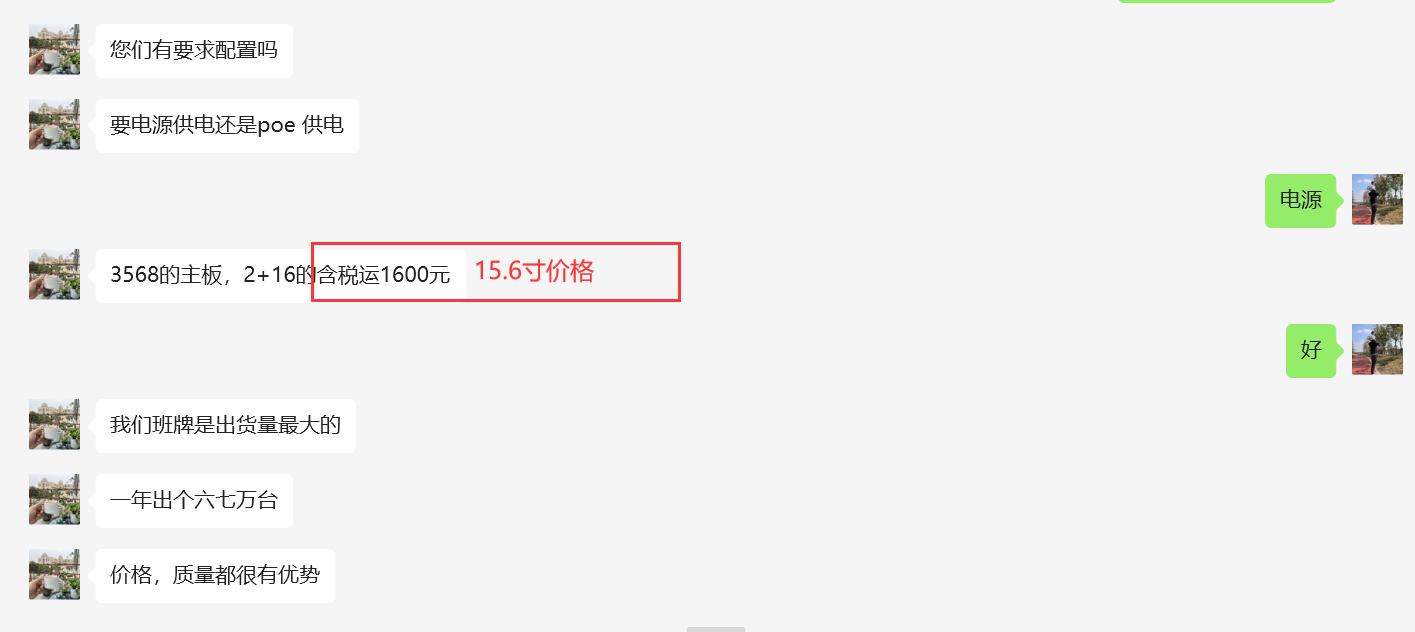 您们有要求配置吗
要电源供电还是poe 供电
电源
3568的主板，2+16的含税运1600元 15.6寸价格
好
我们班牌是出货量最大的
一年出个六七万台
价格，质量都很有优势